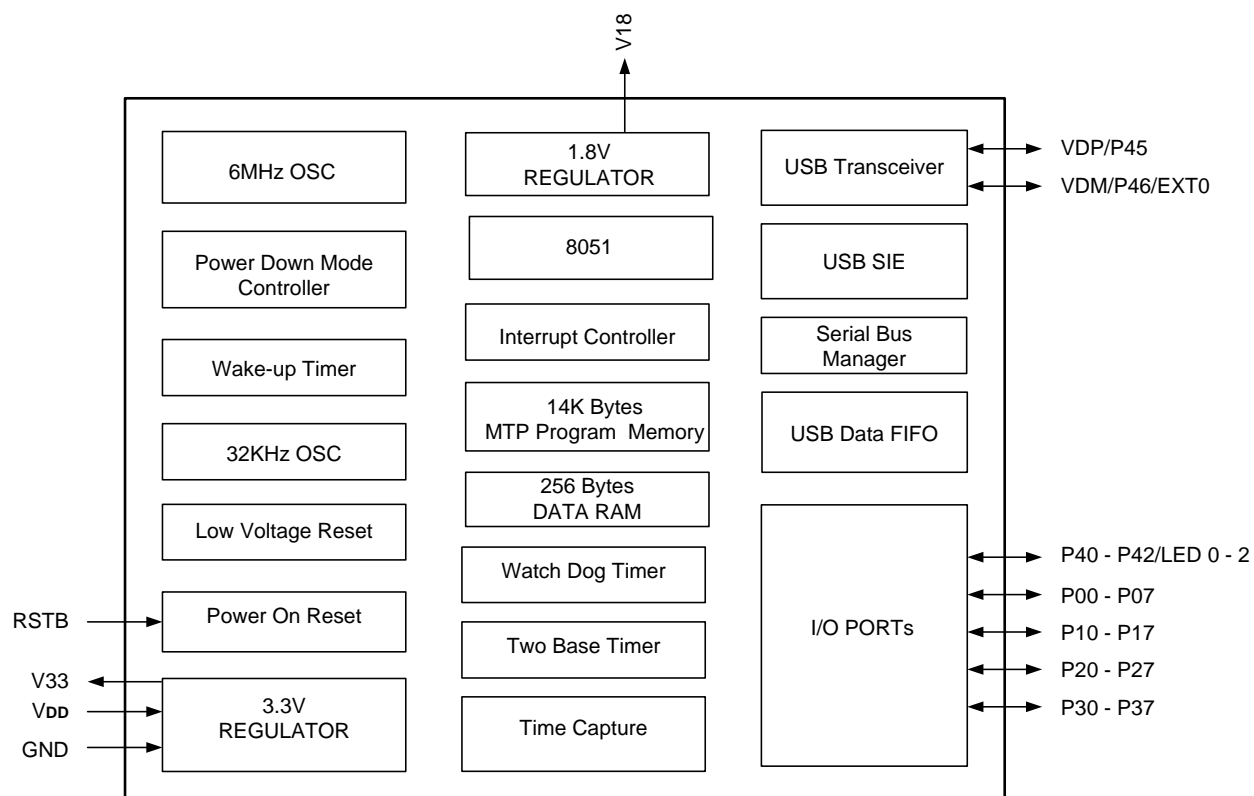 V18
6MHz OSC
Power Down Mode
Controller
Wake-up Timer
32KHz OSC
Low Voltage Reset
Power On Reset
3.3V
REGULATOR
RSTB
V33
VDD
GND
1.8V
REGULATOR
8051
Interrupt Controller
14K Bytes
MTP Program Memory
256 Bytes
DATA RAM
Watch Dog Timer
Two Base Timer
Time Capture
USB Transceiver
USB SIE
Serial Bus
Manager
USB Data FIFO
I/O PORTs
VDP/P45
VDM/P46/EXT0
P40 - P42/LED 0 - 2
P00 - P07
P10 - P17
P20 - P27
P30 - P37